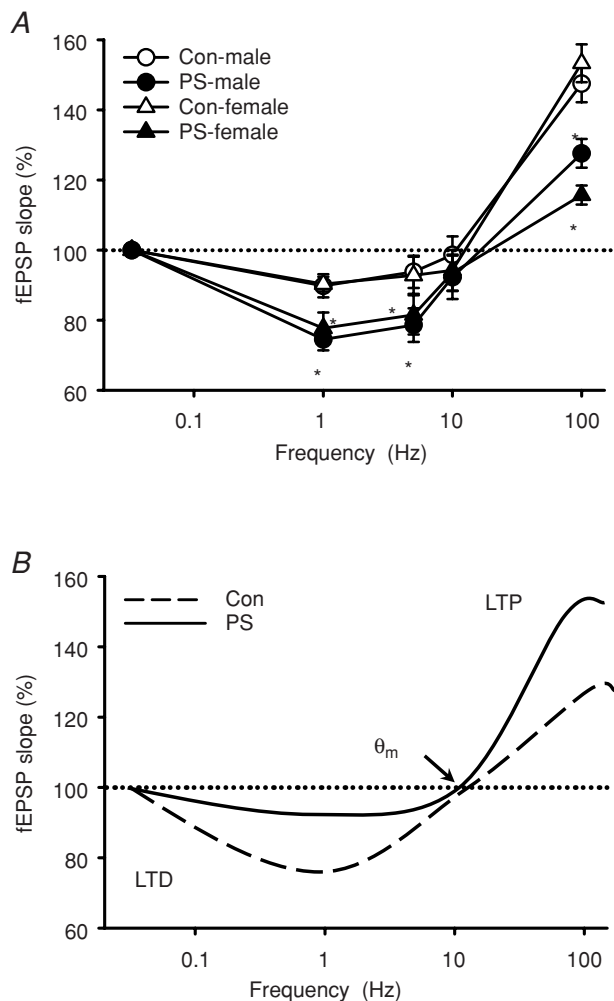 A
160
140
120
100
80
60
fEPSP slope (%)
Con-male
PS-male
Con-female
PS-female
*
*
*
*
*
*
0.1
1
10
100
Frequency (Hz)
B
160
140
120
100
80
60
fEPSP slope (%)
Con
PS
LTP
θm
LTD
0.1
1
10
100
Frequency (Hz)